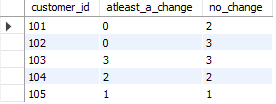 customer_id atleast_a_change no_change
101 0 2
102 0 3
103 3 3
104 2 2
105 1 1